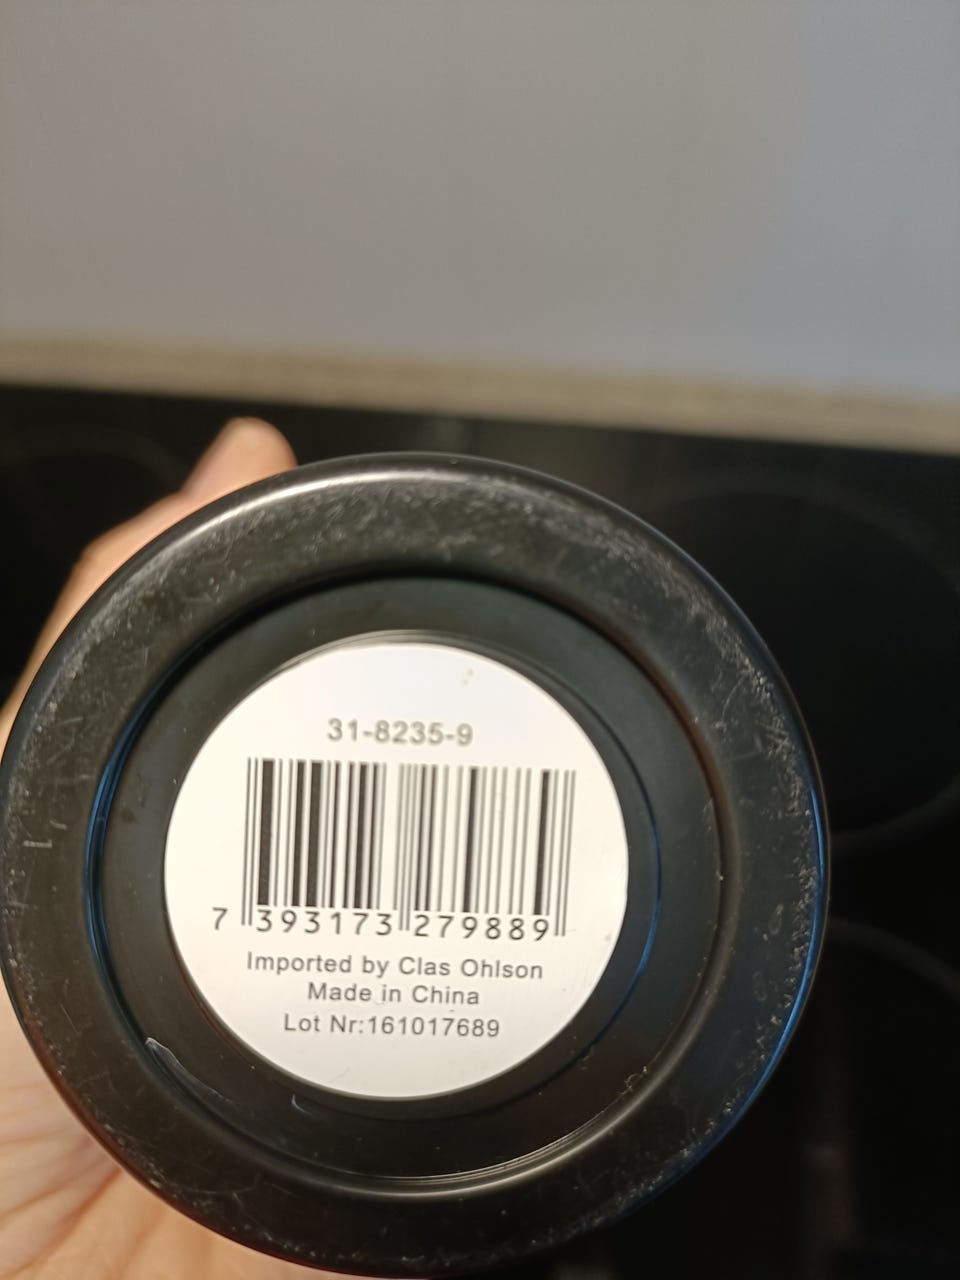 31-8235-9
7 393173 279889
Imported by Clas Ohlson
Made in China
Lot Nr:161017689